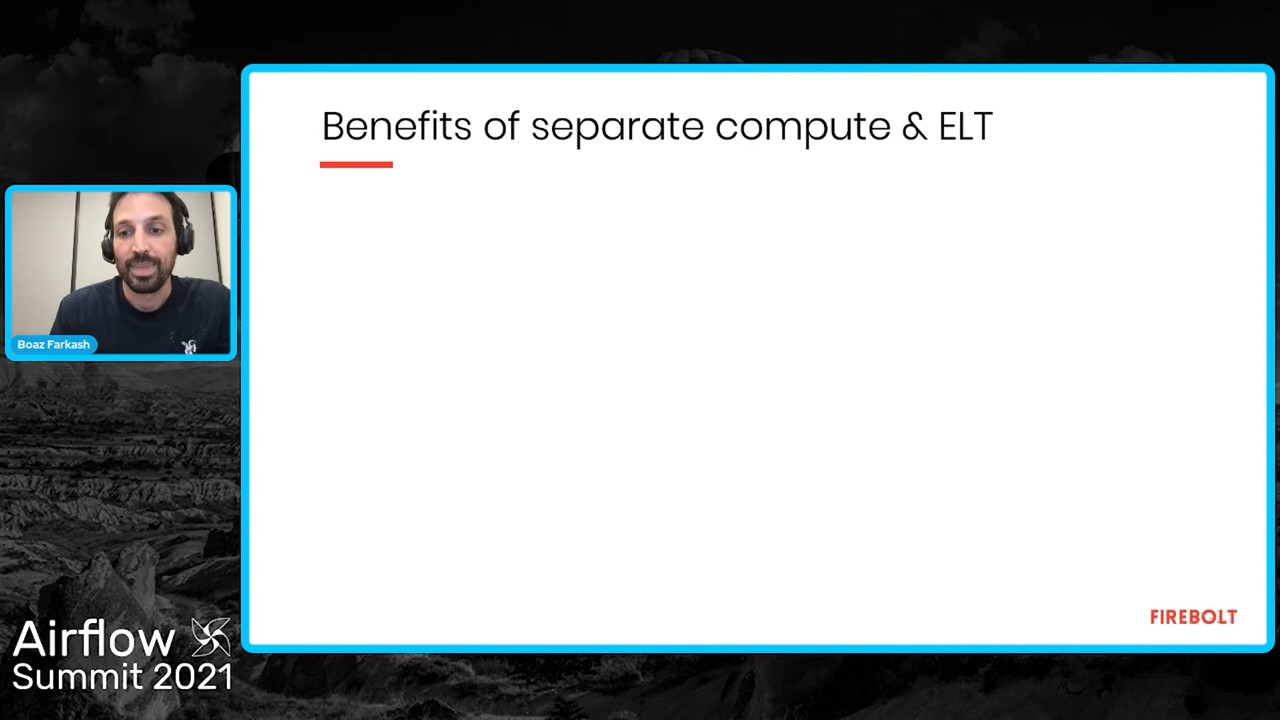 Benefits of separate compute & ELT
Boaz Farkash
FIREBOLT
Airflow
Summit 2021